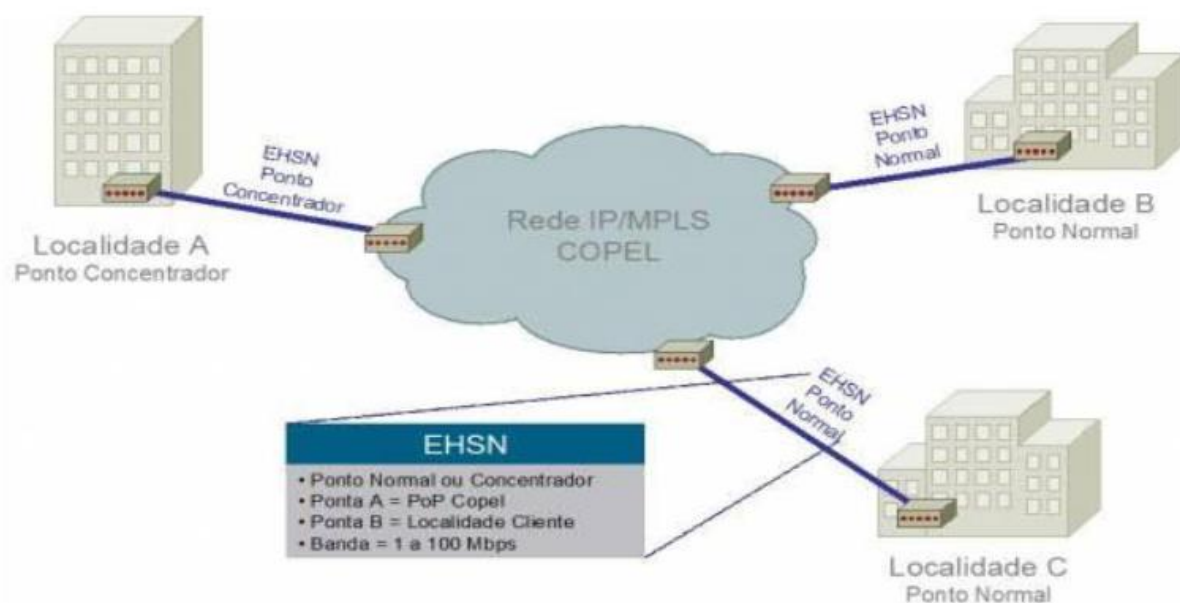 EHSN
Ponto
Concentrador
Localidade A
Ponto Concentrador
Rede IP/MPLS
COPEL
EHSN
Ponto
Normal
Localidade B
Ponto Normal
EHSN
Ponto
Normal
EHSN
• Ponto Normal ou Concentrador
• Ponta A = PoP Copel
• Ponta B = Localidade Cliente
• Banda = 1 a 100 Mbps
Localidade C
Ponto Normal